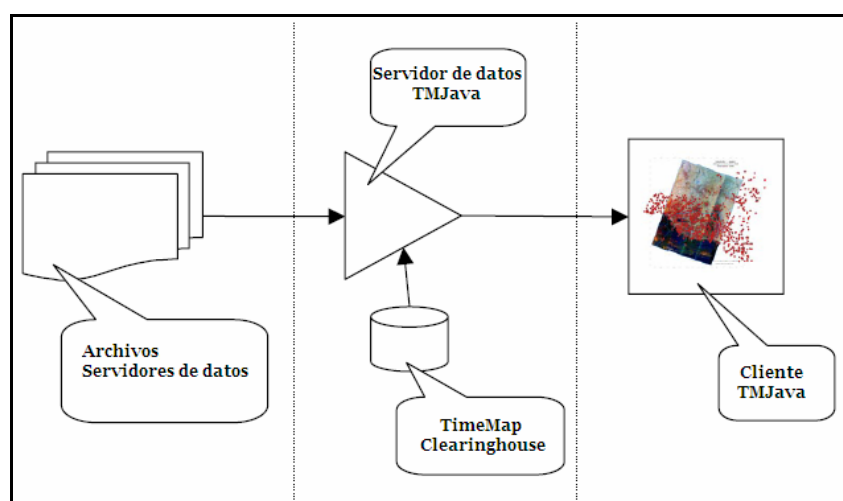 Servidor de datos
TMJava
Archivos
Servidores de datos
TimeMap
Clearinghouse
Cliente
TMJava